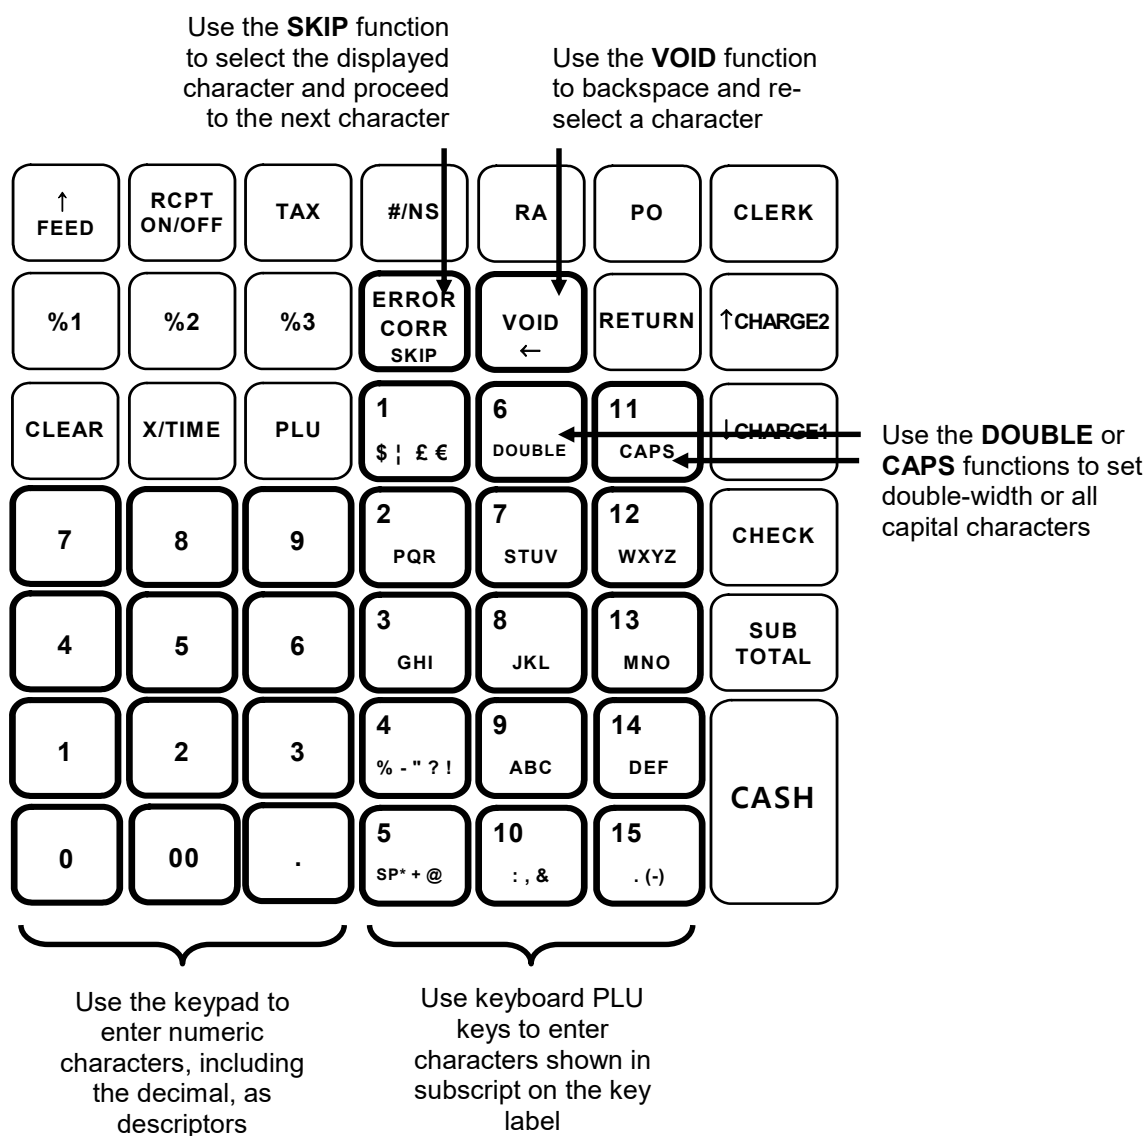 Use the SKIP function
to select the displayed
character and proceed
to the next character
Use the VOID function
to backspace and re-
select a character
↑
FEED
RCPT
ON/OFF
TAX
#/NS
RA
PO
CLERK
%1
%2
%3
ERROR
CORR
SKIP
VOID
←
RETURN
↑CHARGE2
CLEAR
X/TIME
PLU
1
$ ¦ £ €
6
DOUBLE
11
CAPS
↓CHARGE1
Use the DOUBLE or
CAPS functions to set
double-width or all
capital characters
7
8
9
2
PQR
7
STUV
12
WXYZ
CHECK
4
5
6
3
GHI
8
JKL
13
MNO
SUB
TOTAL
1
2
3
4
% - " ? !
9
ABC
14
DEF
CASH
0
00
.
5
SP* + @
10
: , &
15
. (-)
Use the keypad to
enter numeric
characters, including
the decimal, as
descriptors
Use keyboard PLU
keys to enter
characters shown in
subscript on the key
label